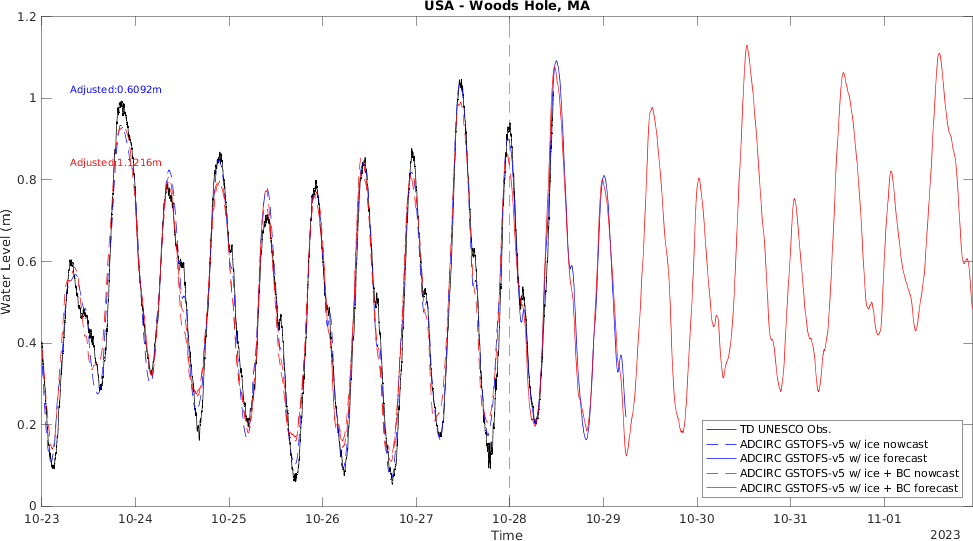 USA - Woods Hole, MA
1.2
1
0.8
0.6
0.4
0.2
0
Water Level (m)
Adjusted:0.6092m
Adjusted:1.1216m
TD UNESCO Obs.
ADCIRC GSTOFS-v5 w/ ice nowcast
ADCIRC GSTOFS-v5 w/ ice forecast
ADCIRC GSTOFS-v5 w/ ice + BC nowcast
ADCIRC GSTOFS-v5 w/ ice + BC forecast
10-23 10-24 10-25 10-26 10-27 10-28 10-29 10-30 10-31 11-01
Time
2023